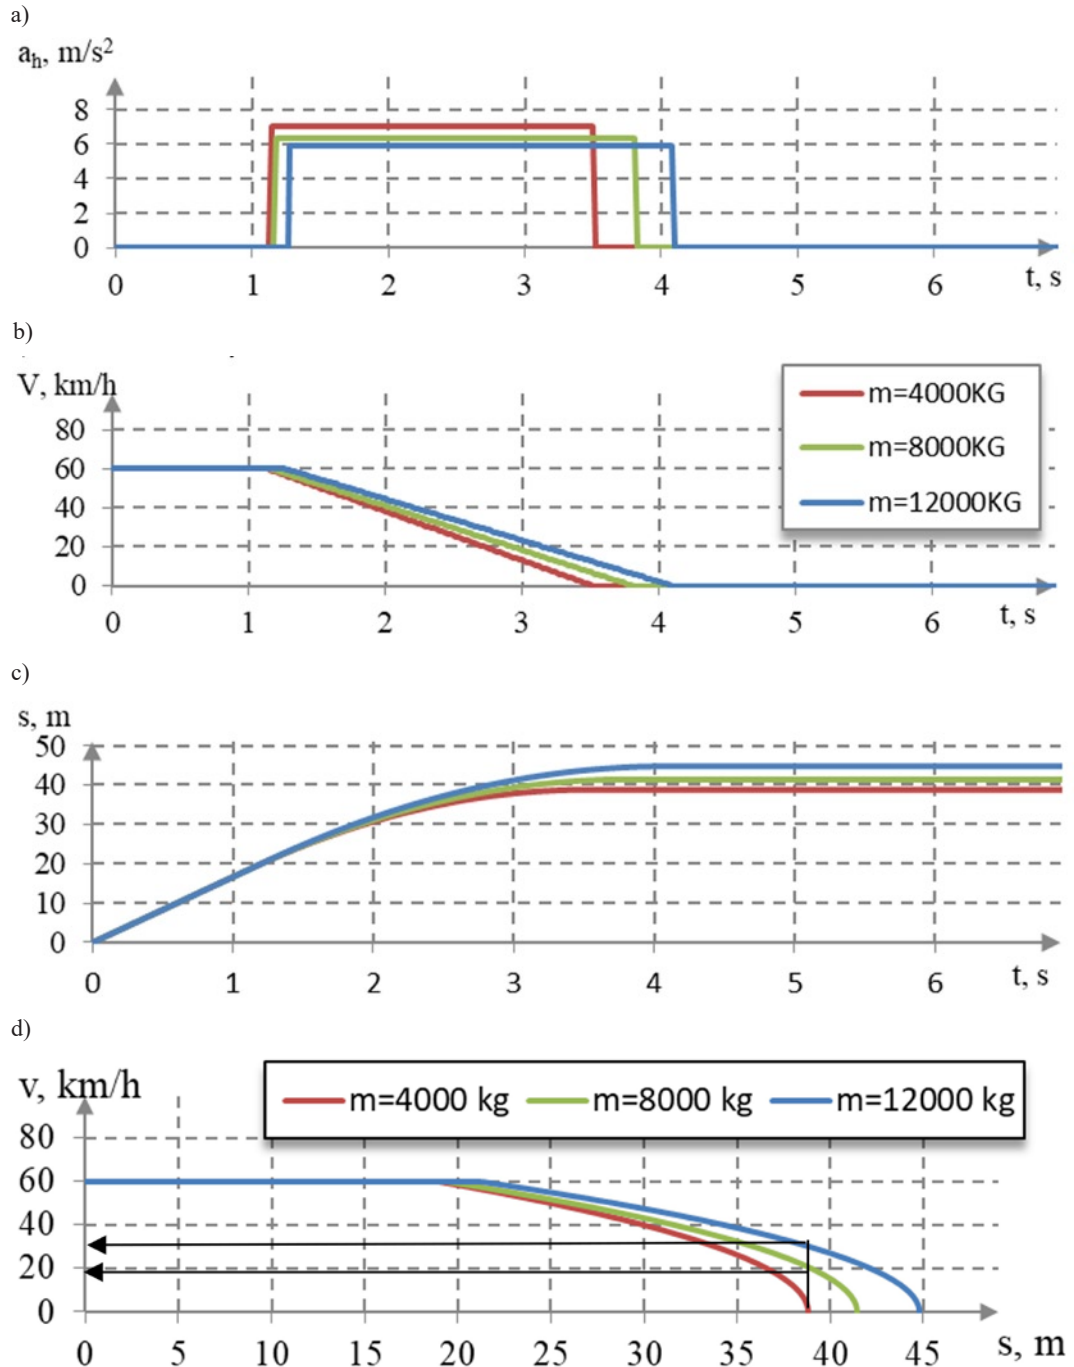 a)
aₕ, m/s²
8
6
4
2
0
0 1 2 3 4 5 6 t, s
b)
V, km/h
m=4000KG
m=8000KG
m=12000KG
80
60
40
20
0
0 1 2 3 4 5 6 t, s
c)
s, m
50
40
30
20
10
0
0 1 2 3 4 5 6 t, s
d)
v, km/h
m=4000 kg m=8000 kg m=12000 kg
80
60
40
20
0
0 5 10 15 20 25 30 35 40 45 s, m